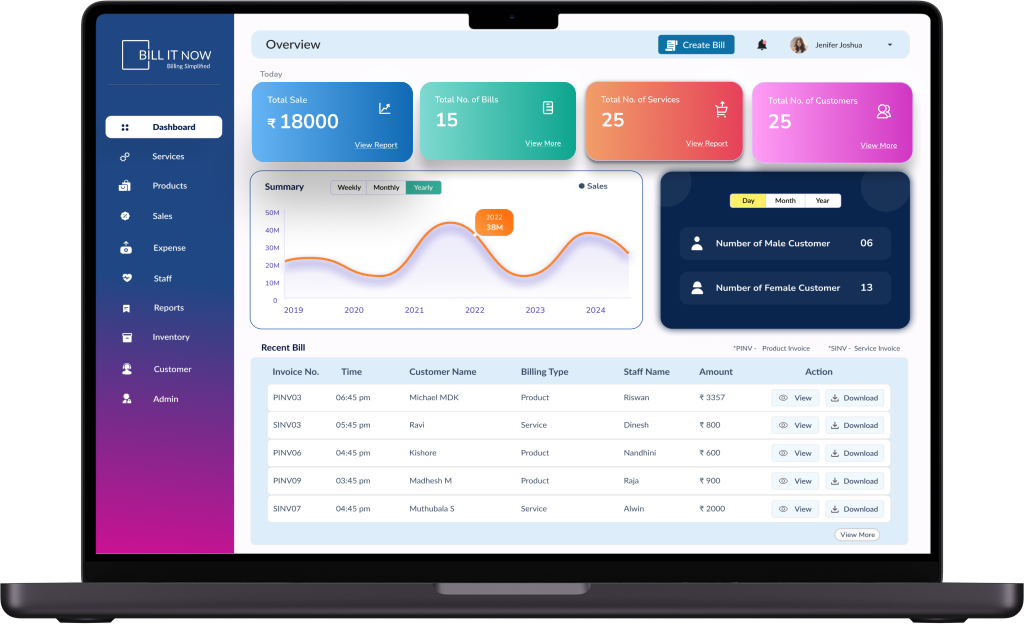 BILL IT NOW
Billing Simplified
Dashboard
Services
Products
Sales
Expense
Staff
Reports
Inventory
Customer
Admin
Overview
Create Bill
Jenifer Joshua
Today
Total Sale
₹ 18000
View Report
Total No. of Bills
15
View More
Total No. of Services
25
View Report
Total No. of Customers
25
View More
Summary
Weekly Monthly Yearly
Sales
50M
40M
30M
20M
10M
0
2022
38M
2019 2020 2021 2022 2023 2024
Day Month Year
Number of Male Customer 06
Number of Female Customer 13
Recent Bill
*PINV - Product Invoice *SINV - Service Invoice
Invoice No. Time Customer Name Billing Type Staff Name Amount Action
PINV03 06:45 pm Michael MDK Product Riswan ₹ 3357 View Download
SINV03 05:45 pm Ravi Service Dinesh ₹ 800 View Download
PINV06 04:45 pm Kishore Product Nandhini ₹ 600 View Download
PINV09 03:45 pm Madhesh M Product Raja ₹ 900 View Download
SINV07 04:45 pm Muthubala S Service Alwin ₹ 2000 View Download
View More